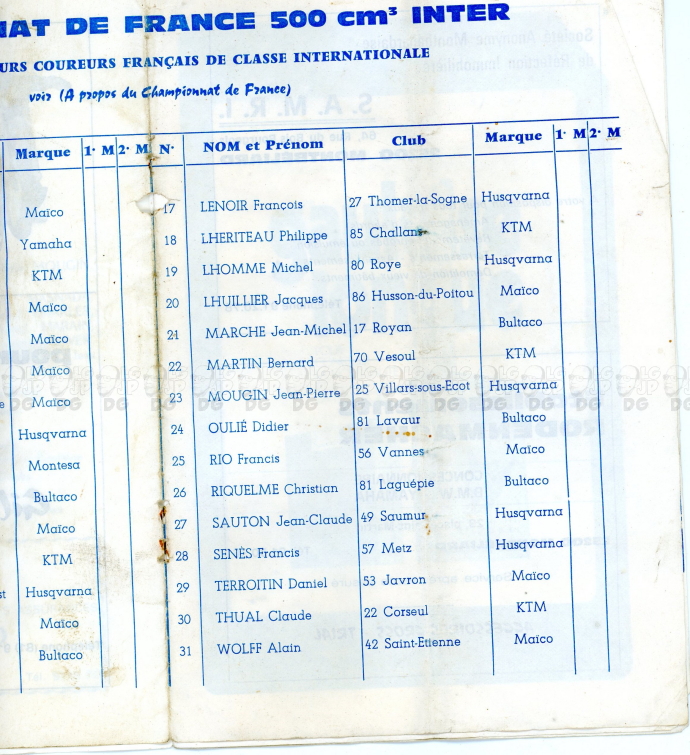 NAT DE FRANCE 500 cm³ INTER
URS COUREURS FRANÇAIS DE CLASSE INTERNATIONALE
voir (A propos du Championnat de France)
Marque 1ᵉ M 2ᵉ M
Maïco
Yamaha
KTM
Maïco
Maïco
Maïco
e Maïco
Husqvarna
Montesa
Bultaco
Maïco
KTM
st Husqvarna
Maïco
Bultaco
N° NOM et Prénom Club Marque 1ᵉ M 2ᵉ M
17 LENOIR François 27 Thomer-la-Sogne Husqvarna
18 LHERITEAU Philippe 85 Challans KTM
19 LHOMME Michel 80 Roye Husqvarna
20 LHUILLIER Jacques 86 Husson-du-Poitou Maïco
21 MARCHE Jean-Michel 17 Royan Bultaco
22 MARTIN Bernard 70 Vesoul KTM
23 MOUGIN Jean-Pierre 25 Villars-sous-Ecot Husqvarna
24 OULIÉ Didier 81 Lavaur Bultaco
25 RIO Francis 56 Vannes Maïco
26 RIQUELME Christian 81 Laguépie Bultaco
27 SAUTON Jean-Claude 49 Saumur Husqvarna
28 SENÈS Francis 57 Metz Husqvarna
29 TERROITIN Daniel 53 Javron Maïco
30 THUAL Claude 22 Corseul KTM
31 WOLFF Alain 42 Saint-Etienne Maïco